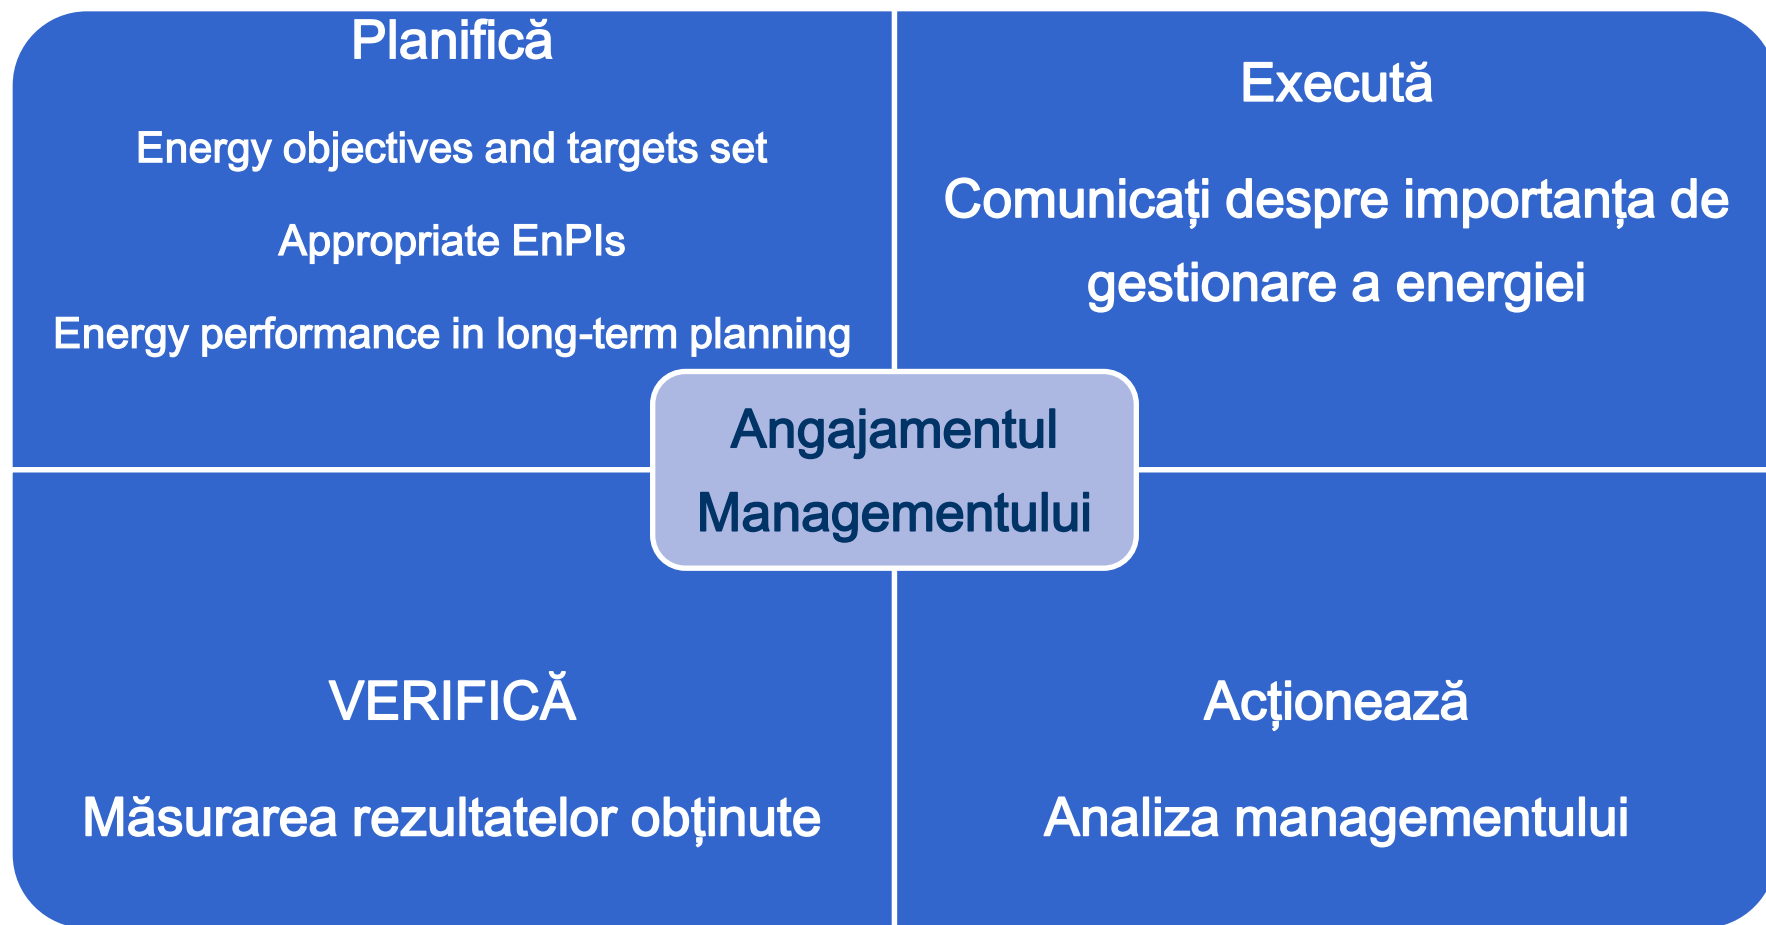 Planifică
Energy objectives and targets set
Appropriate EnPIs
Energy performance in long-term planning
Execută
Comunicați despre importanța de
gestionare a energiei
Angajamentul
Managementului
VERIFICĂ
Măsurarea rezultatelor obținute
Acționează
Analiza managementului